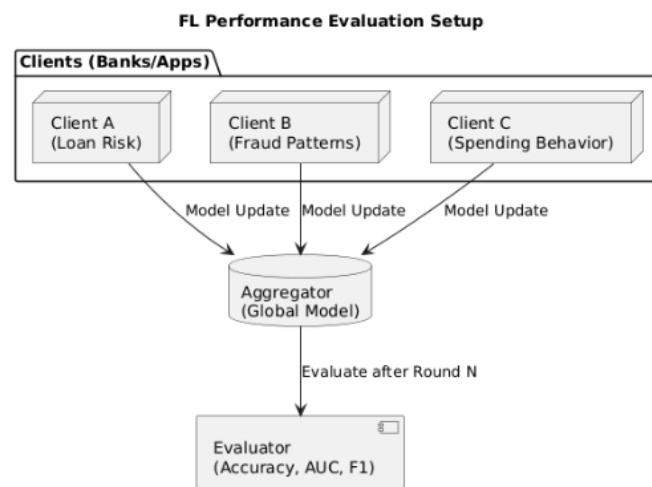 FL Performance Evaluation Setup
Clients (Banks/Apps)
Client A
(Loan Risk)
Client B
(Fraud Patterns)
Client C
(Spending Behavior)
Model Update
Model Update
Model Update
Aggregator
(Global Model)
Evaluate after Round N
Evaluator
(Accuracy, AUC, F1)